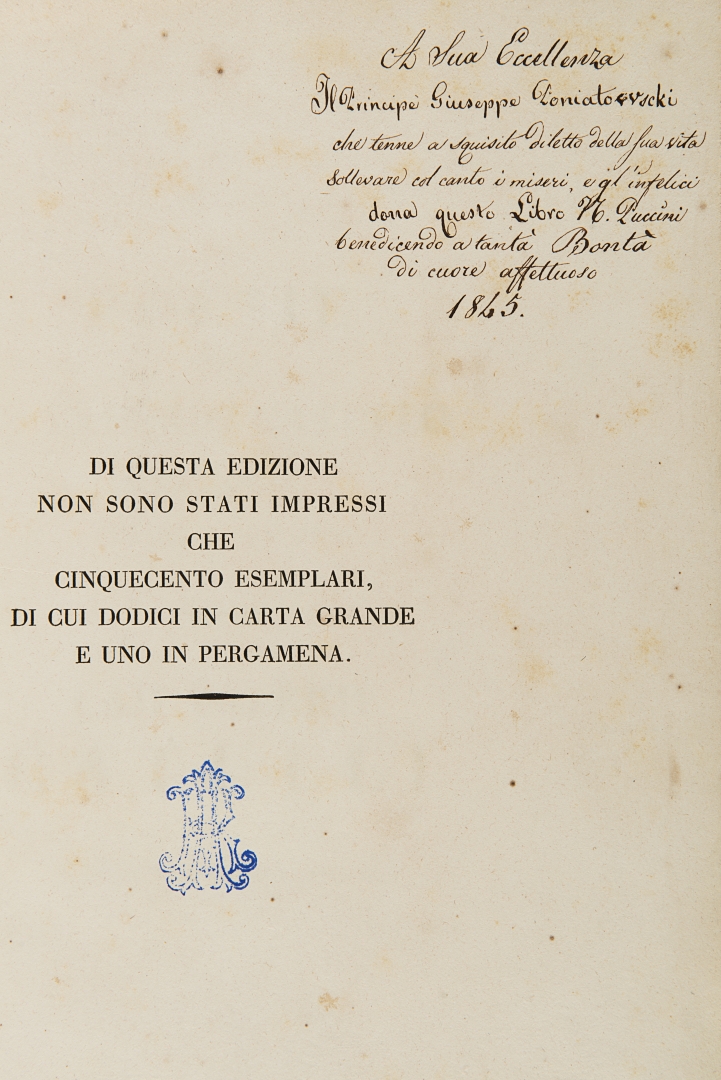 A Sua Eccellenza
Il Principe Giuseppe Poniatowscki
che tenne a squisito diletto della sua vita
sollevare col canto i miseri, e gl'infelici
dona questo Libro N. Puccini
benedicendo a tanta Bontà
di cuore affettuoso
1845.
DI QUESTA EDIZIONE
NON SONO STATI IMPRESSI
CHE
CINQUECENTO ESEMPLARI,
DI CUI DODICI IN CARTA GRANDE
E UNO IN PERGAMENA.